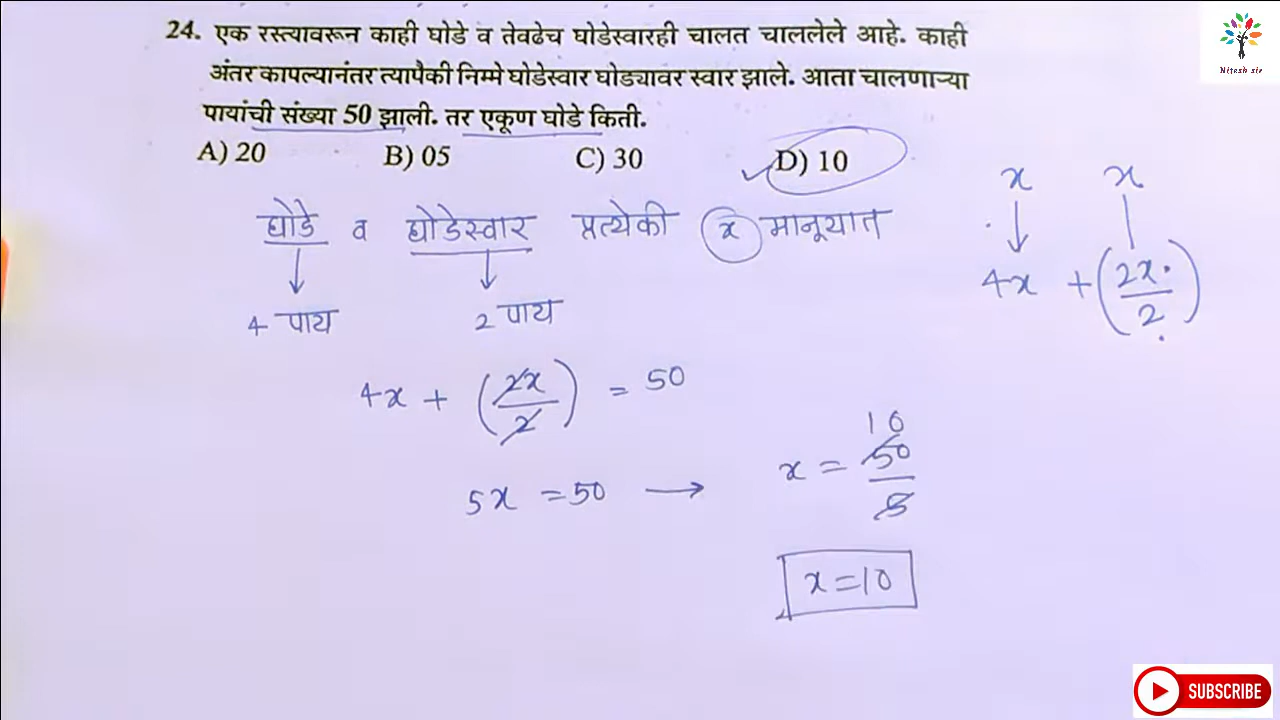 24. एक रस्त्यावरून काही घोडे व तेवढेच घोडेस्वारही चालत चाललेले आहे. काही
अंतर कापल्यानंतर त्यापैकी निम्मे घोडेस्वार घोड्यावर स्वार झाले. आता चालणाऱ्या
पायांची संख्या 50 झाली. तर एकूण घोडे किती.
A) 20 B) 05 C) 30 D) 10
घोडे व घोडेस्वार प्रत्येकी x मानूयात
4 पाय 2 पाय
x x
4x + (2x/2)
4x + (2x/2) = 50
5x = 50 → x = 50/5
10
x = 10
Nitesh sir
SUBSCRIBE